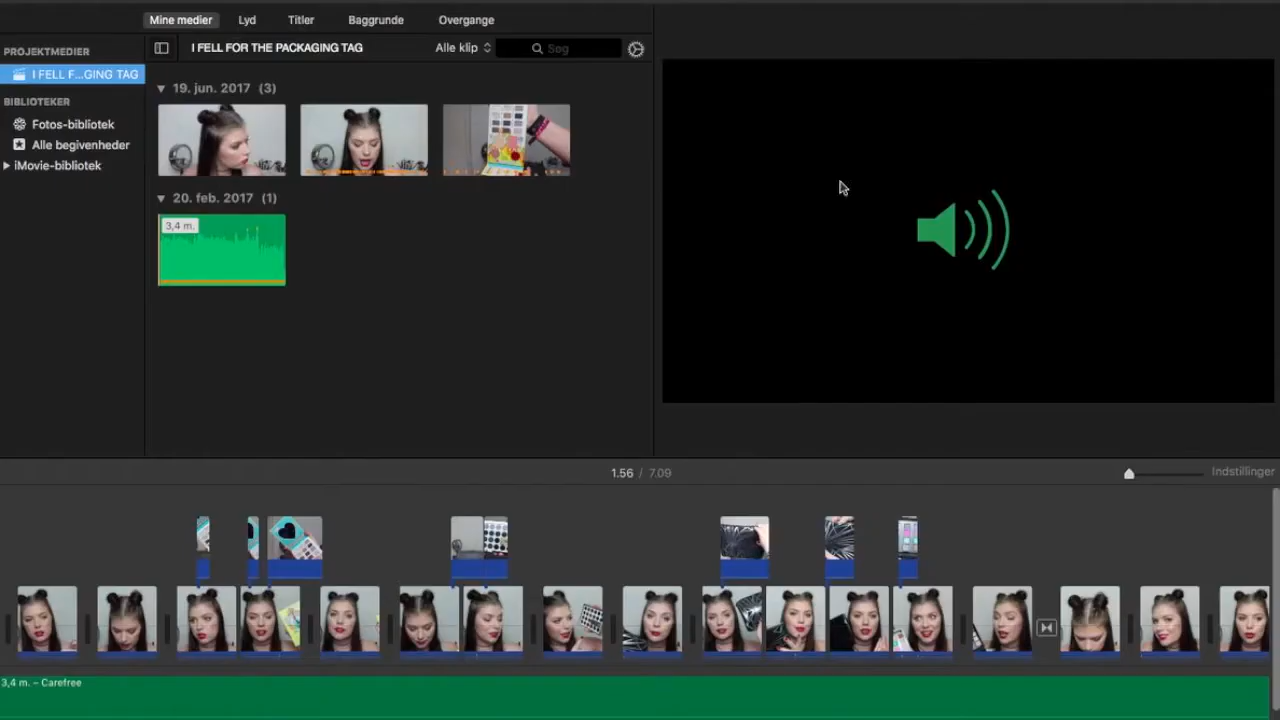 Mine medier Lyd Titler Baggrunde Overgange
PROJEKTMEDIER
I FELL F...GING TAG
BIBLIOTEKER
Fotos-bibliotek
Alle begivenheder
iMovie-bibliotek
I FELL FOR THE PACKAGING TAG Alle klip Søg
19. jun. 2017 (3)
20. feb. 2017 (1)
3,4 m.
1.56 / 7.09 Indstillinger
3,4 m. – Carefree